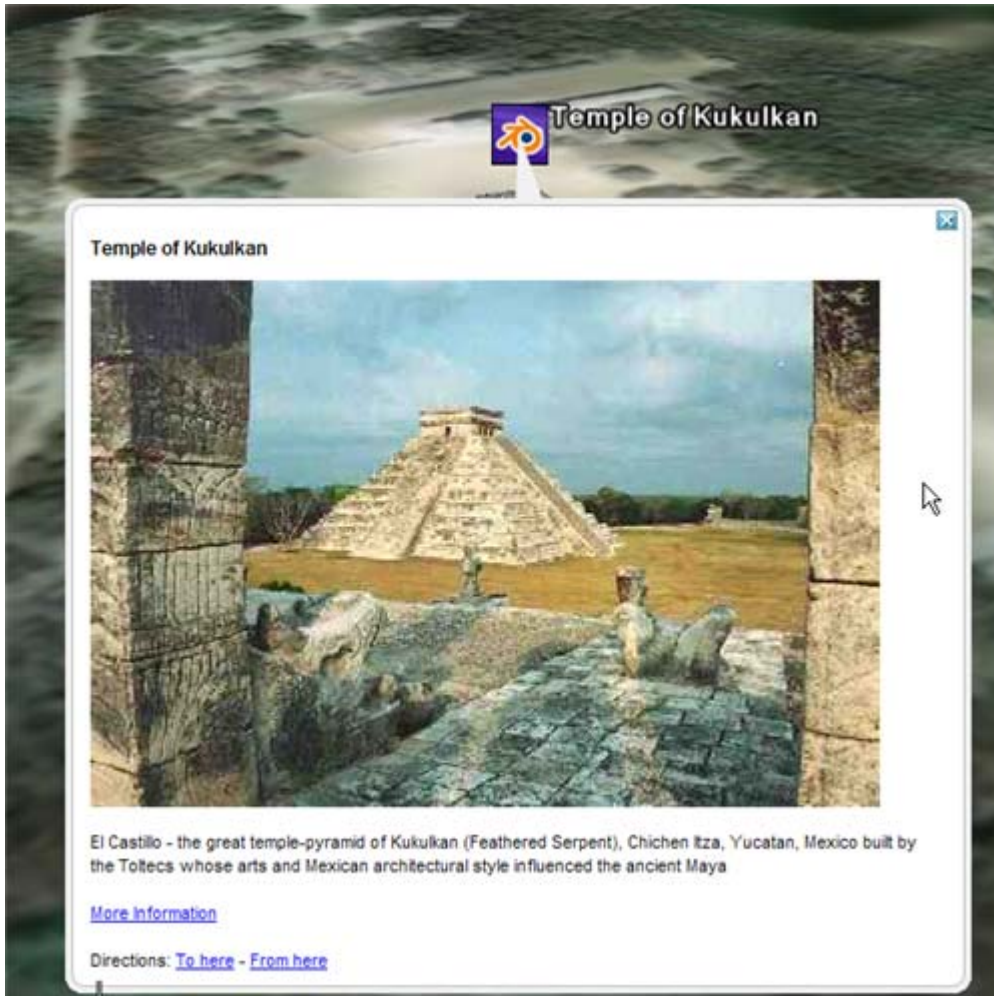 Temple of Kukulkan
Temple of Kukulkan
El Castillo - the great temple-pyramid of Kukulkan (Feathered Serpent), Chichen Itza, Yucatan, Mexico built by
the Toltecs whose arts and Mexican architectural style influenced the ancient Maya
More Information
Directions: To here - From here